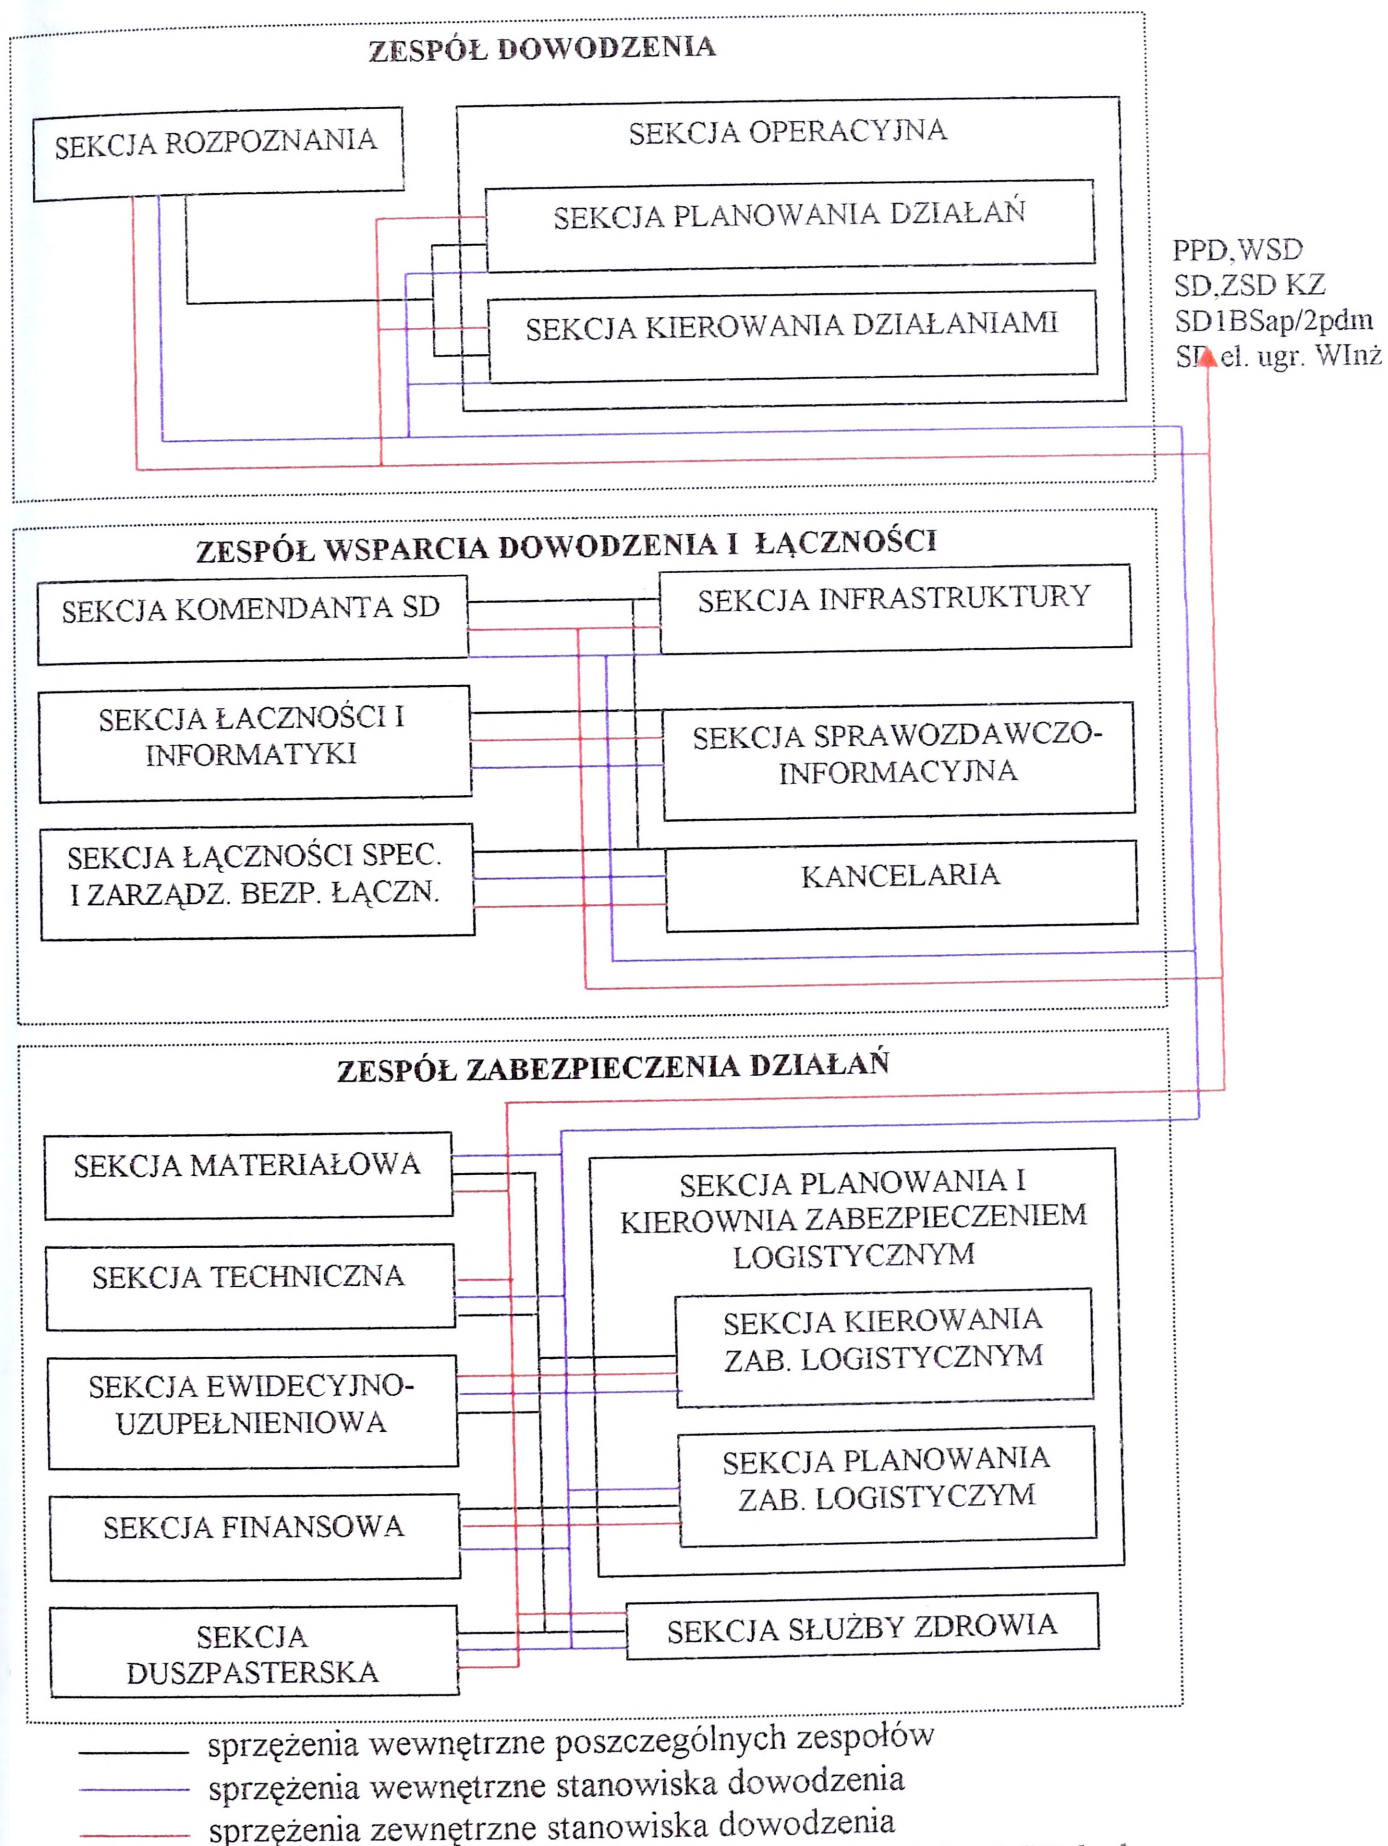 ZESPÓŁ DOWODZENIA
SEKCJA ROZPOZNANIA
SEKCJA OPERACYJNA
SEKCJA PLANOWANIA DZIAŁAŃ
SEKCJA KIEROWANIA DZIAŁANIAMI
PPD,WSD
SD,ZSD KZ
SD1BSap/2pdm
SD el. ugr. WInż
ZESPÓŁ WSPARCIA DOWODZENIA I ŁĄCZNOŚCI
SEKCJA KOMENDANTA SD
SEKCJA INFRASTRUKTURY
SEKCJA ŁACZNOŚCI I
INFORMATYKI
SEKCJA SPRAWOZDAWCZO-
INFORMACYJNA
SEKCJA ŁĄCZNOŚCI SPEC.
I ZARZĄDZ. BEZP. ŁĄCZN.
KANCELARIA
ZESPÓŁ ZABEZPIECZENIA DZIAŁAŃ
SEKCJA MATERIAŁOWA
SEKCJA TECHNICZNA
SEKCJA EWIDECYJNO-
UZUPEŁNIENIOWA
SEKCJA FINANSOWA
SEKCJA
DUSZPASTERSKA
SEKCJA PLANOWANIA I
KIEROWNIA ZABEZPIECZENIEM
LOGISTYCZNYM
SEKCJA KIEROWANIA
ZAB. LOGISTYCZNYM
SEKCJA PLANOWANIA
ZAB. LOGISTYCZYM
SEKCJA SŁUŻBY ZDROWIA
sprzężenia wewnętrzne poszczególnych zespołów
sprzężenia wewnętrzne stanowiska dowodzenia
sprzężenia zewnętrzne stanowiska dowodzenia